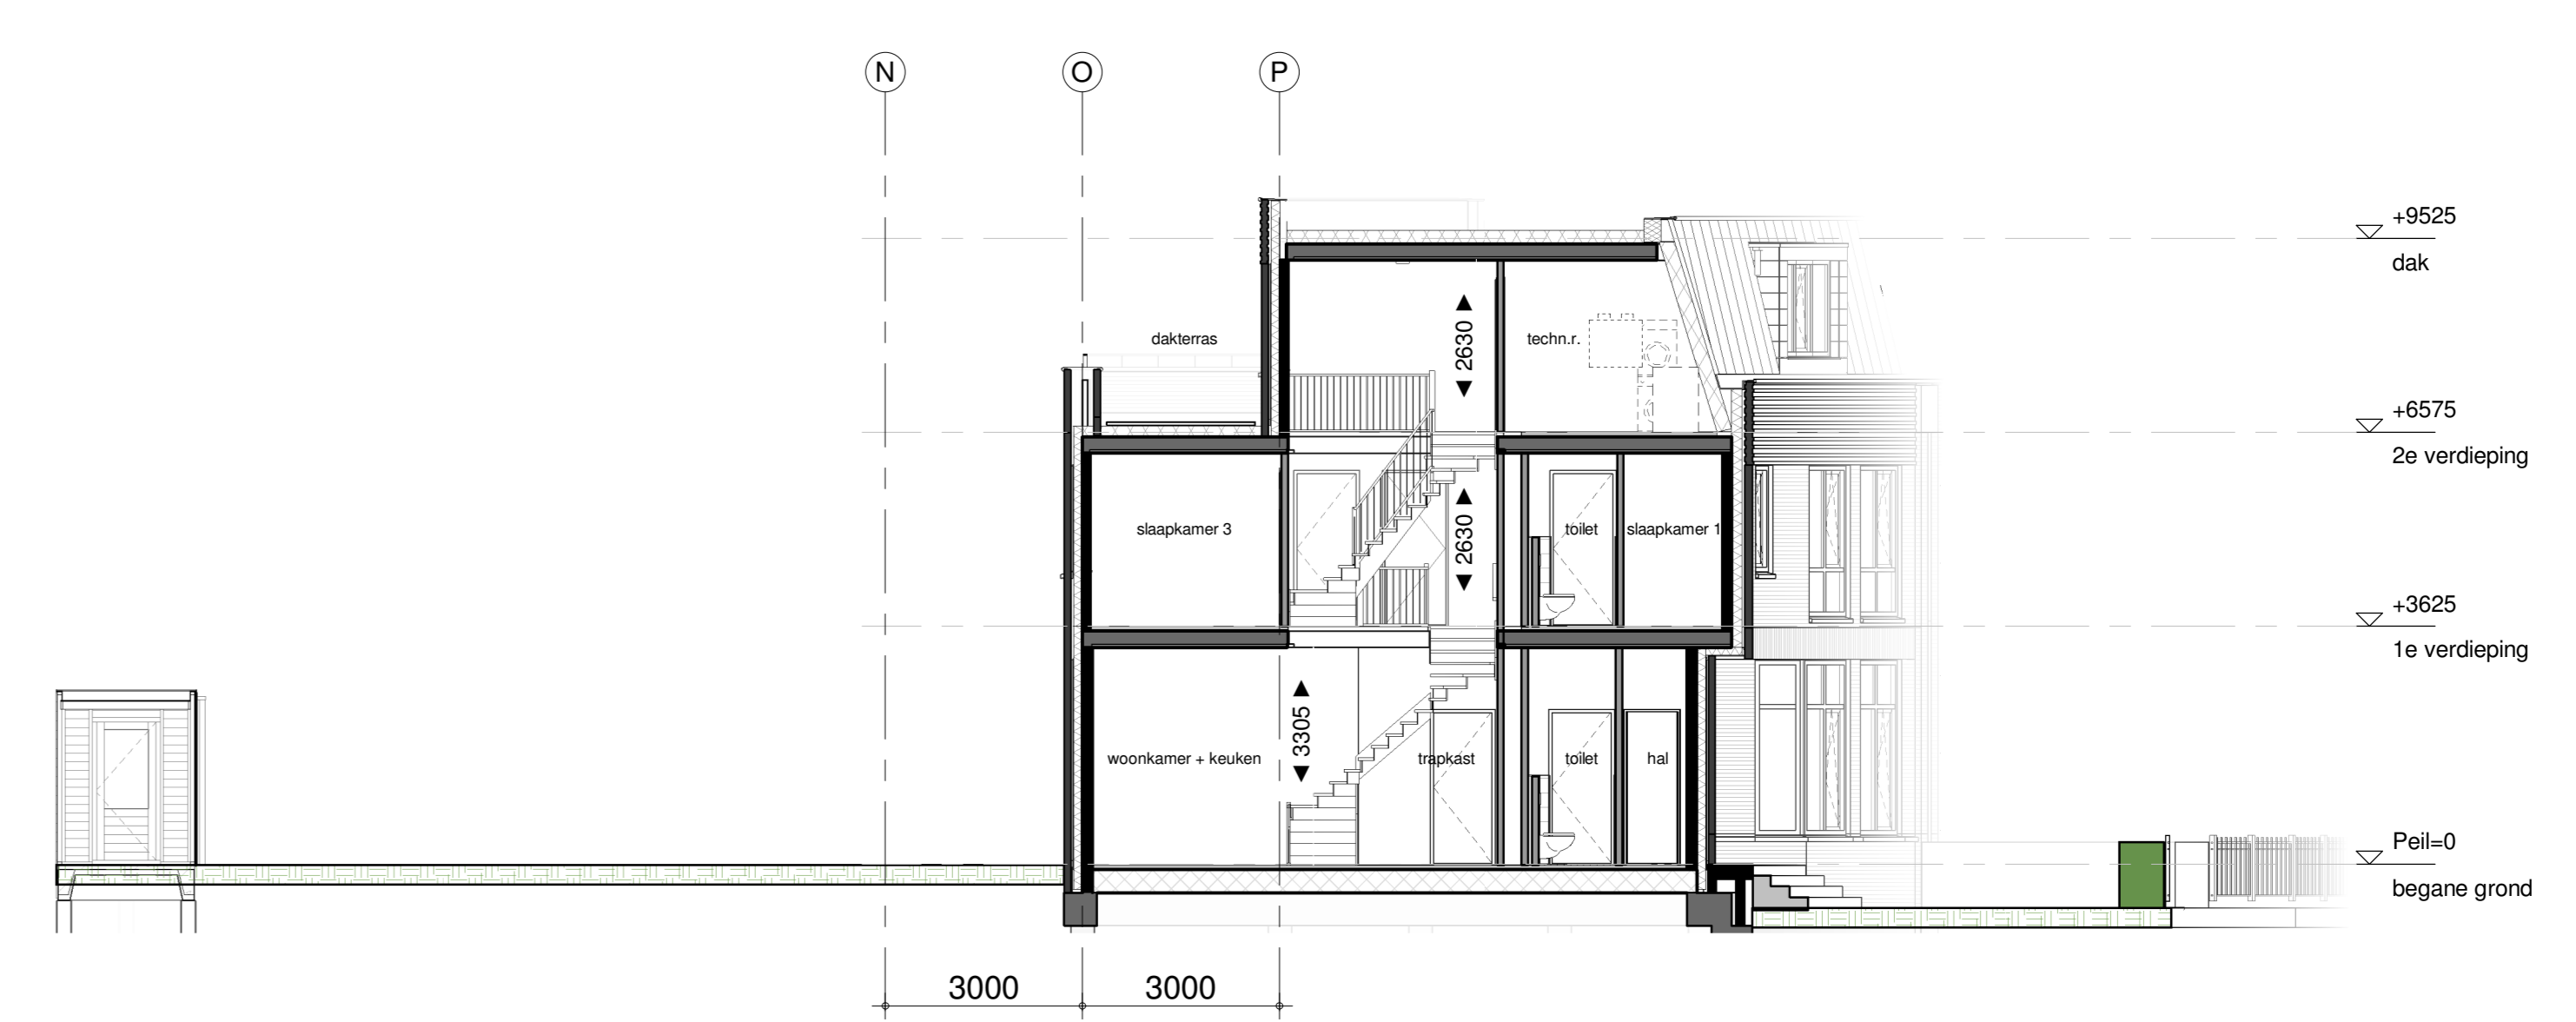 N O P
+9525
dak
dakterras
2630
techn.r.
+6575
2e verdieping
slaapkamer 3
2630
toilet
slaapkamer 1
+3625
1e verdieping
woonkamer + keuken
3305
trapkast
toilet
hal
Peil=0
begane grond
3000 3000